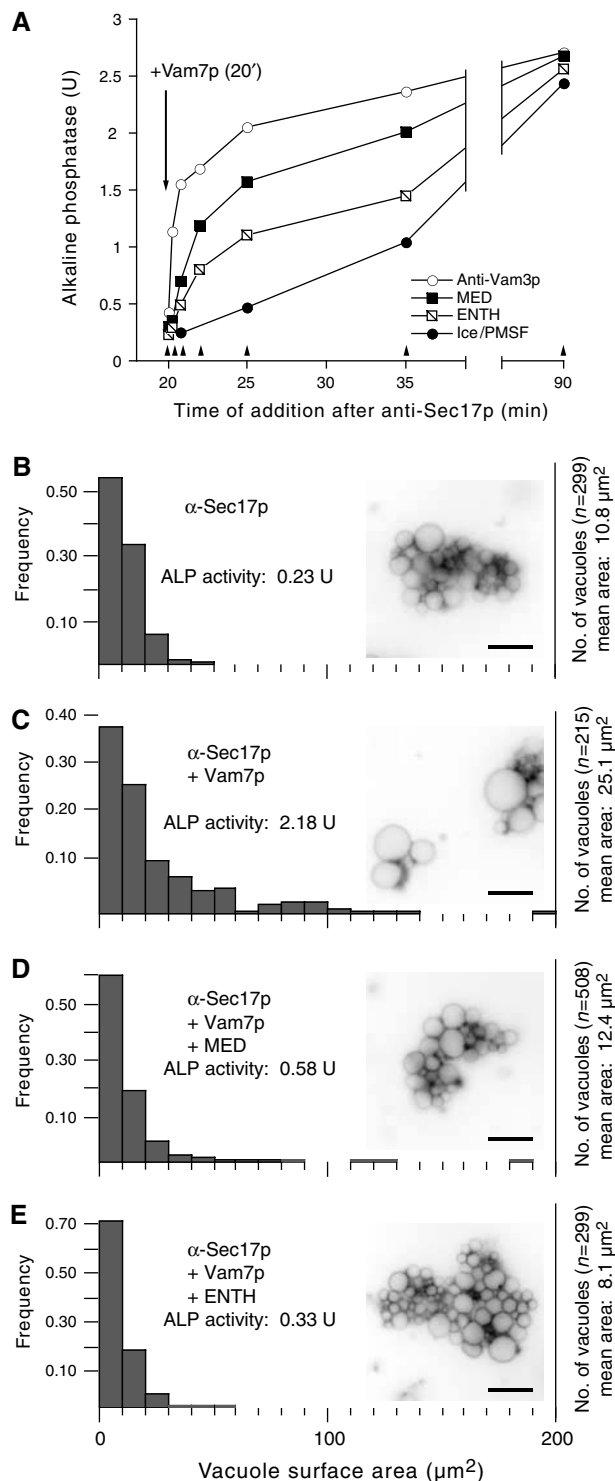 A
+Vam7p (20′)
Alkaline phosphatase (U)
3
2.5
2
1.5
1
0.5
0
Anti-Vam3p
MED
ENTH
Ice/PMSF
20 25 30 35 90
Time of addition after anti-Sec17p (min)
B
Frequency
0.50
0.30
0.10
α-Sec17p
ALP activity: 0.23 U
No. of vacuoles (n=299)
mean area: 10.8 µm²
C
Frequency
0.40
0.30
0.20
0.10
α-Sec17p
+ Vam7p
ALP activity: 2.18 U
No. of vacuoles (n=215)
mean area: 25.1 µm²
D
Frequency
0.50
0.30
0.10
α-Sec17p
+ Vam7p
+ MED
ALP activity: 0.58 U
No. of vacuoles (n=508)
mean area: 12.4 µm²
E
Frequency
0.70
0.50
0.30
0.10
α-Sec17p
+ Vam7p
+ ENTH
ALP activity: 0.33 U
No. of vacuoles (n=299)
mean area: 8.1 µm²
0 100 200
Vacuole surface area (µm²)